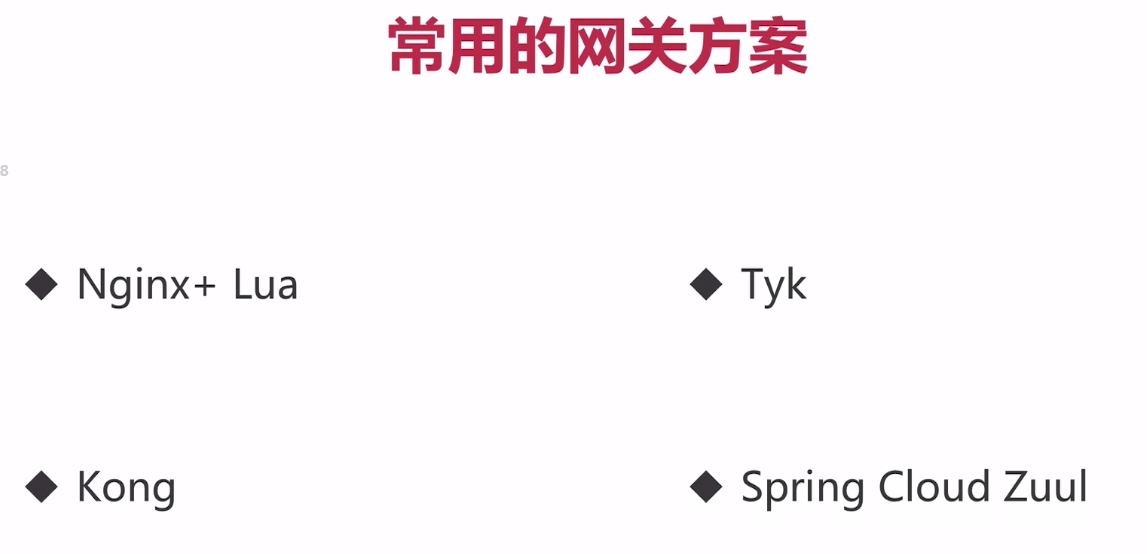 常用的网关方案
8
◆ Nginx+ Lua
◆ Tyk
◆ Kong
◆ Spring Cloud Zuul